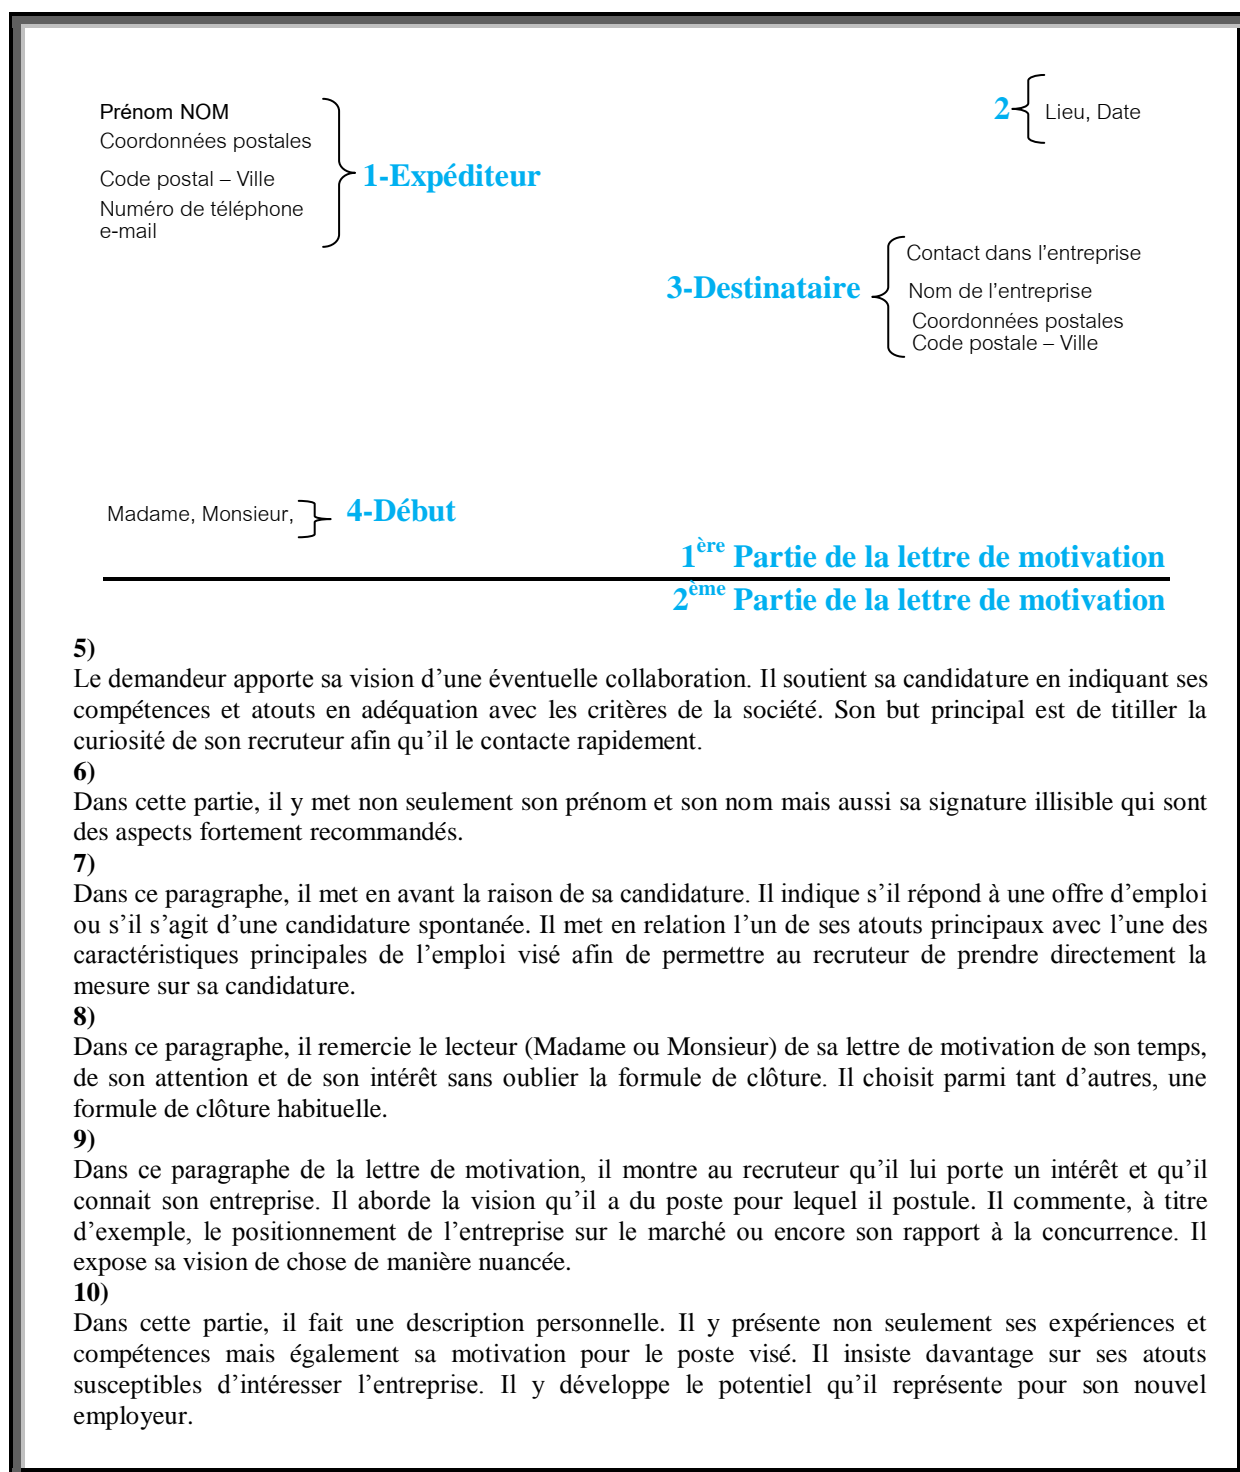 Prénom NOM
Coordonnées postales
Code postal – Ville
Numéro de téléphone
e-mail
1-Expéditeur
2
Lieu, Date
3-Destinataire
Contact dans l’entreprise
Nom de l’entreprise
Coordonnées postales
Code postale – Ville
Madame, Monsieur,
4-Début
1ère Partie de la lettre de motivation
2ème Partie de la lettre de motivation
5)
Le demandeur apporte sa vision d’une éventuelle collaboration. Il soutient sa candidature en indiquant ses
compétences et atouts en adéquation avec les critères de la société. Son but principal est de titiller la
curiosité de son recruteur afin qu’il le contacte rapidement.
6)
Dans cette partie, il y met non seulement son prénom et son nom mais aussi sa signature illisible qui sont
des aspects fortement recommandés.
7)
Dans ce paragraphe, il met en avant la raison de sa candidature. Il indique s’il répond à une offre d’emploi
ou s’il s’agit d’une candidature spontanée. Il met en relation l’un de ses atouts principaux avec l’une des
caractéristiques principales de l’emploi visé afin de permettre au recruteur de prendre directement la
mesure sur sa candidature.
8)
Dans ce paragraphe, il remercie le lecteur (Madame ou Monsieur) de sa lettre de motivation de son temps,
de son attention et de son intérêt sans oublier la formule de clôture. Il choisit parmi tant d’autres, une
formule de clôture habituelle.
9)
Dans ce paragraphe de la lettre de motivation, il montre au recruteur qu’il lui porte un intérêt et qu’il
connait son entreprise. Il aborde la vision qu’il a du poste pour lequel il postule. Il commente, à titre
d’exemple, le positionnement de l’entreprise sur le marché ou encore son rapport à la concurrence. Il
expose sa vision de chose de manière nuancée.
10)
Dans cette partie, il fait une description personnelle. Il y présente non seulement ses expériences et
compétences mais également sa motivation pour le poste visé. Il insiste davantage sur ses atouts
susceptibles d’intéresser l’entreprise. Il y développe le potentiel qu’il représente pour son nouvel
employeur.